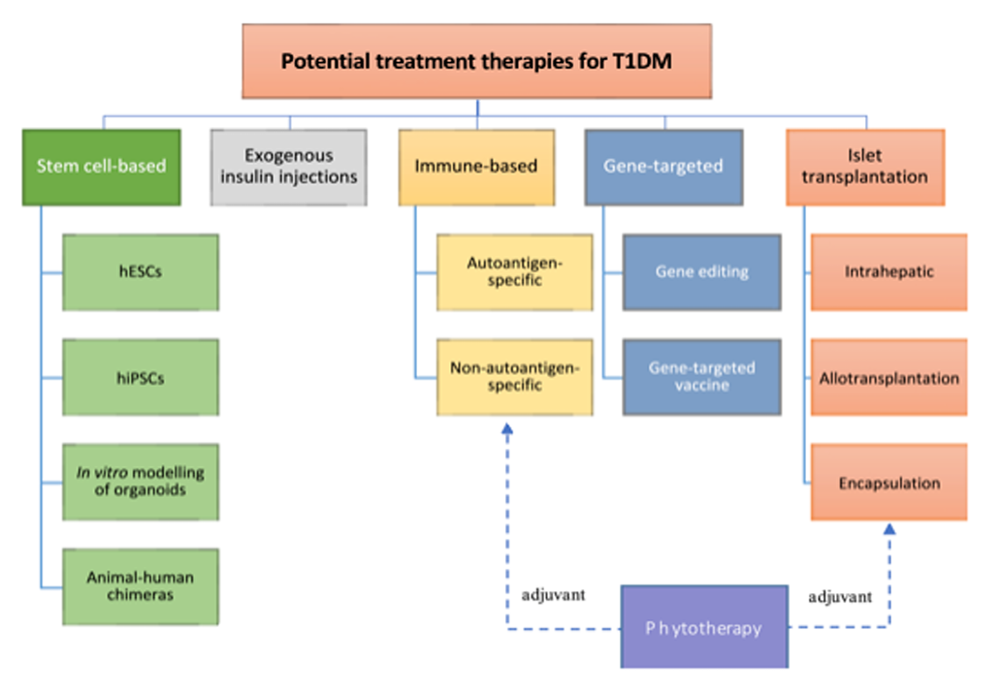 Potential treatment therapies for T1DM
Stem cell-based
Exogenous
insulin injections
Immune-based
Gene-targeted
Islet
transplantation
hESCs
hiPSCs
In vitro modelling
of organoids
Animal-human
chimeras
Autoantigen-
specific
Non-autoantigen-
specific
Gene editing
Gene-targeted
vaccine
Intrahepatic
Allotransplantation
Encapsulation
adjuvant
Phytotherapy
adjuvant